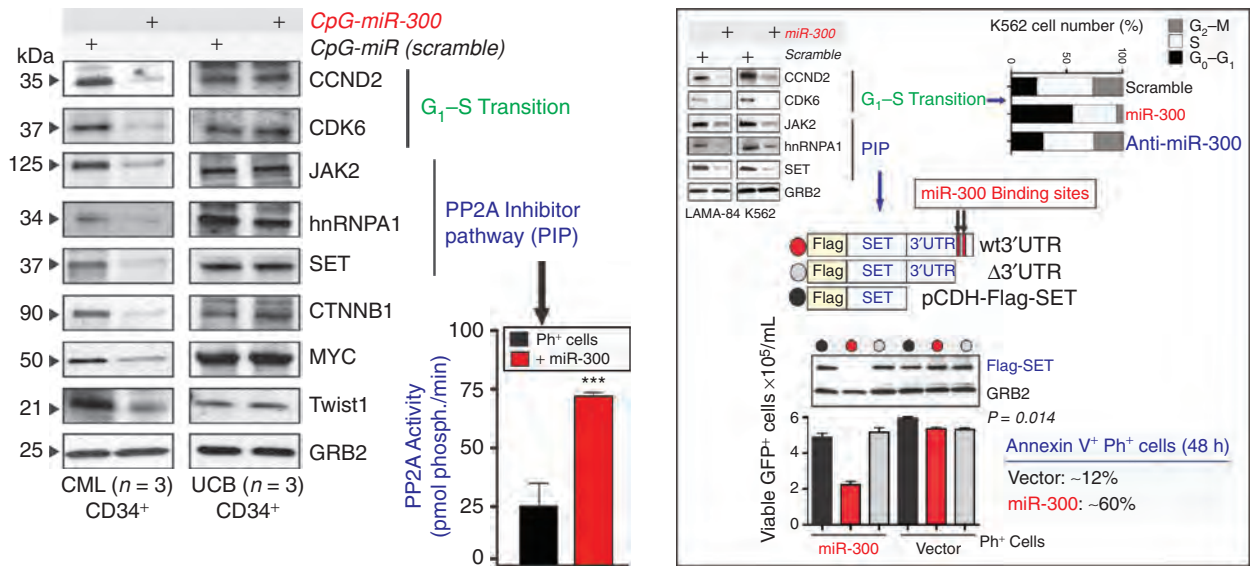 CpG-miR-300
+ +
CpG-miR (scramble)
+ +
kDa
35 CCND2
37 CDK6
G₁–S Transition
125 JAK2
34 hnRNPA1
37 SET
PP2A Inhibitor
pathway (PIP)
90 CTNNB1
50 MYC
21 Twist1
25 GRB2
CML (n = 3)
CD34⁺
UCB (n = 3)
CD34⁺
PP2A Activity
(pmol phosph./min)
100
75
50
25
0
Ph⁺ cells
+ miR-300
***
+ + miR-300
Scramble
+ +
CCND2
CDK6
G₁–S Transition
JAK2
hnRNPA1
PIP
SET
GRB2
LAMA-84 K562
K562 cell number (%)
0 50 100
G₂–M
S
G₀–G₁
Scramble
miR-300
Anti-miR-300
miR-300 Binding sites
Flag SET 3′UTR wt3′UTR
Flag SET 3′UTR Δ3′UTR
Flag SET pCDH-Flag-SET
Flag-SET
GRB2
P = 0.014
Viable GFP⁺ cells ×10⁵/mL
6
4
2
0
miR-300 Vector
Ph⁺ Cells
Annexin V⁺ Ph⁺ cells (48 h)
Vector: ~12%
miR-300: ~60%